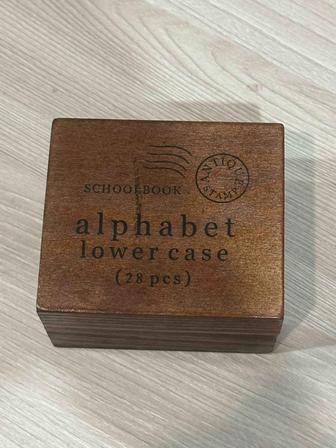 ANTIQUE
STAMP
SCHOOLBOOK
alphabet
lower case
(28 pcs)